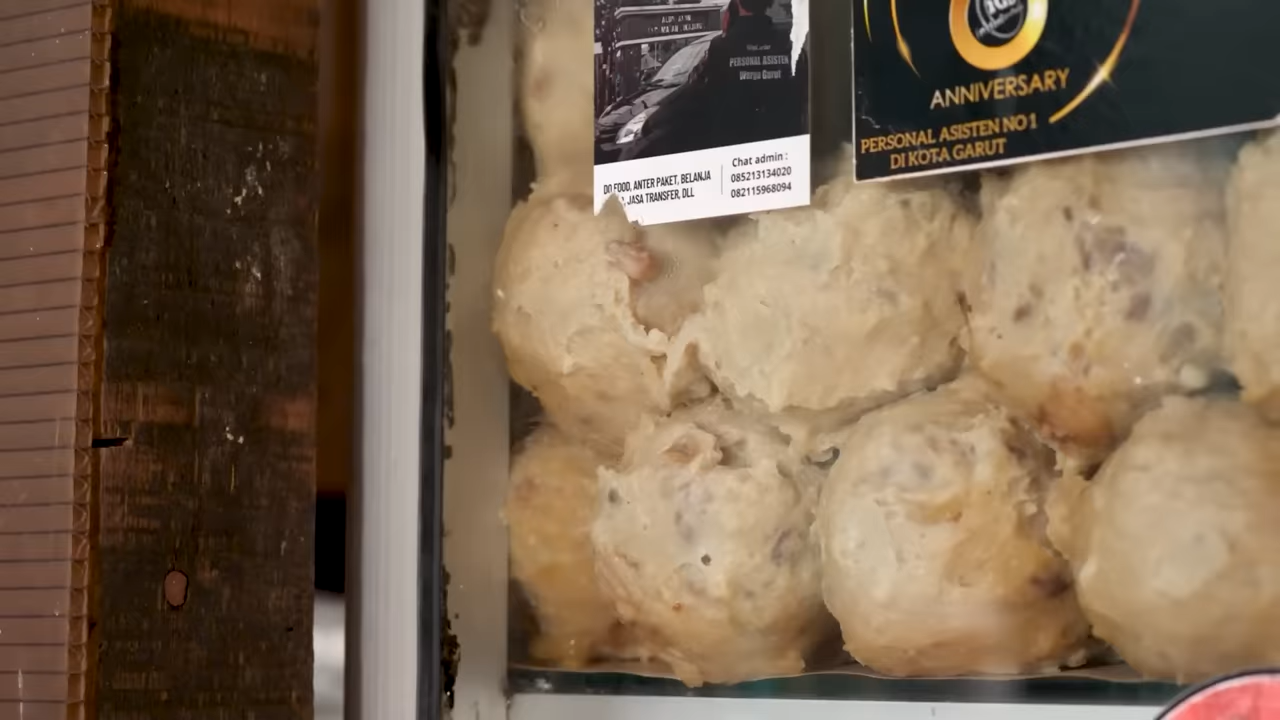 PERSONAL ASISTEN
Warga Garut
DO FOOD, ANTER PAKET, BELANJA
JASA TRANSFER, DLL
Chat admin :
085213134020
082115968094
ANNIVERSARY
PERSONAL ASISTEN NO 1
DI KOTA GARUT